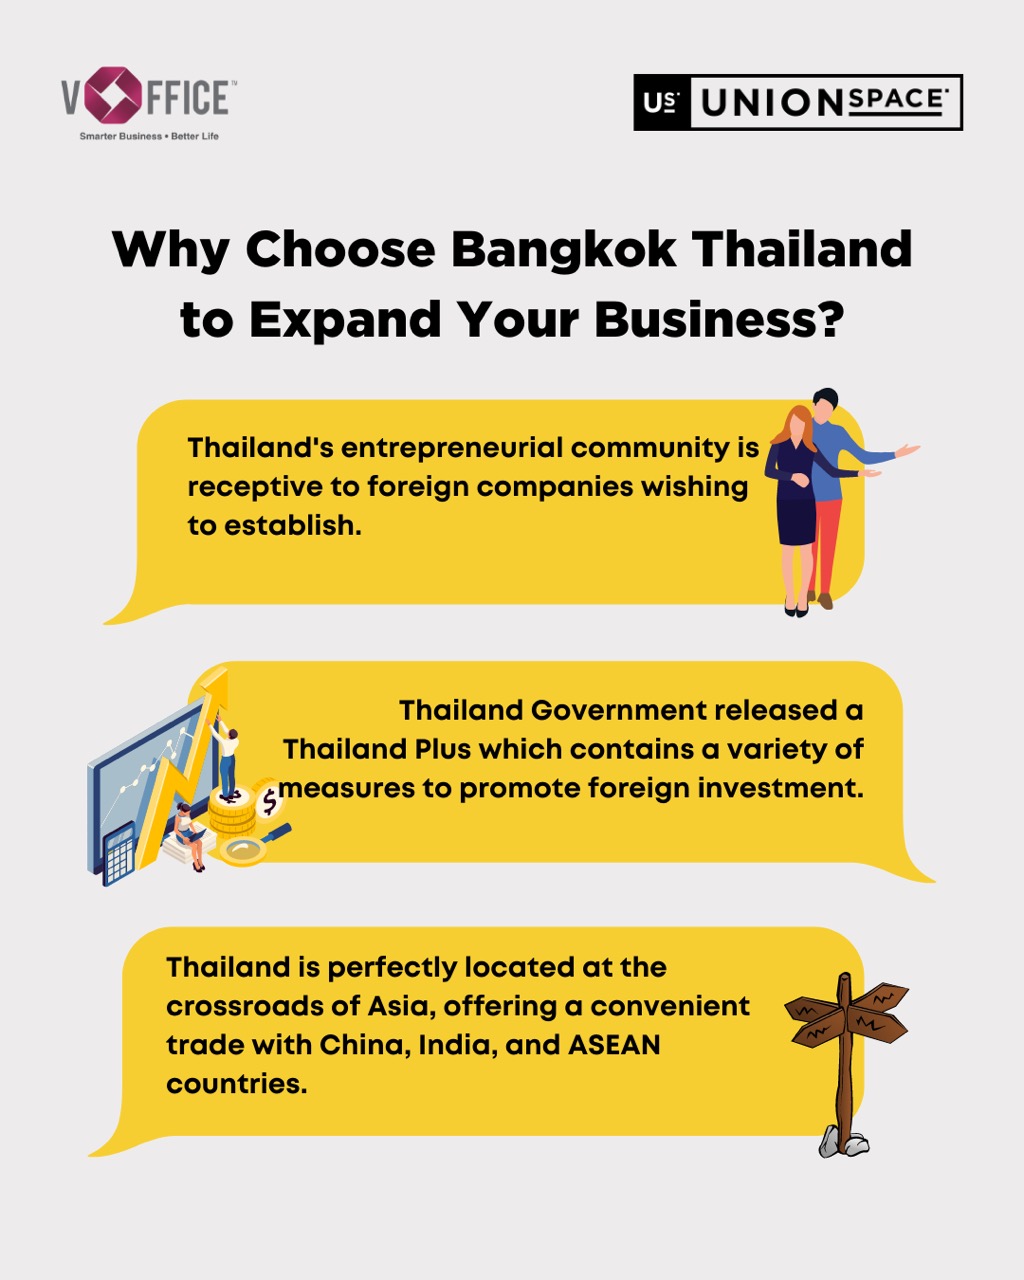 VOFFICE™
Smarter Business • Better Life
US UNIONSPACE
Why Choose Bangkok Thailand
to Expand Your Business?
Thailand's entrepreneurial community is
receptive to foreign companies wishing
to establish.
Thailand Government released a
Thailand Plus which contains a variety of
measures to promote foreign investment.
$
$
Thailand is perfectly located at the
crossroads of Asia, offering a convenient
trade with China, India, and ASEAN
countries.